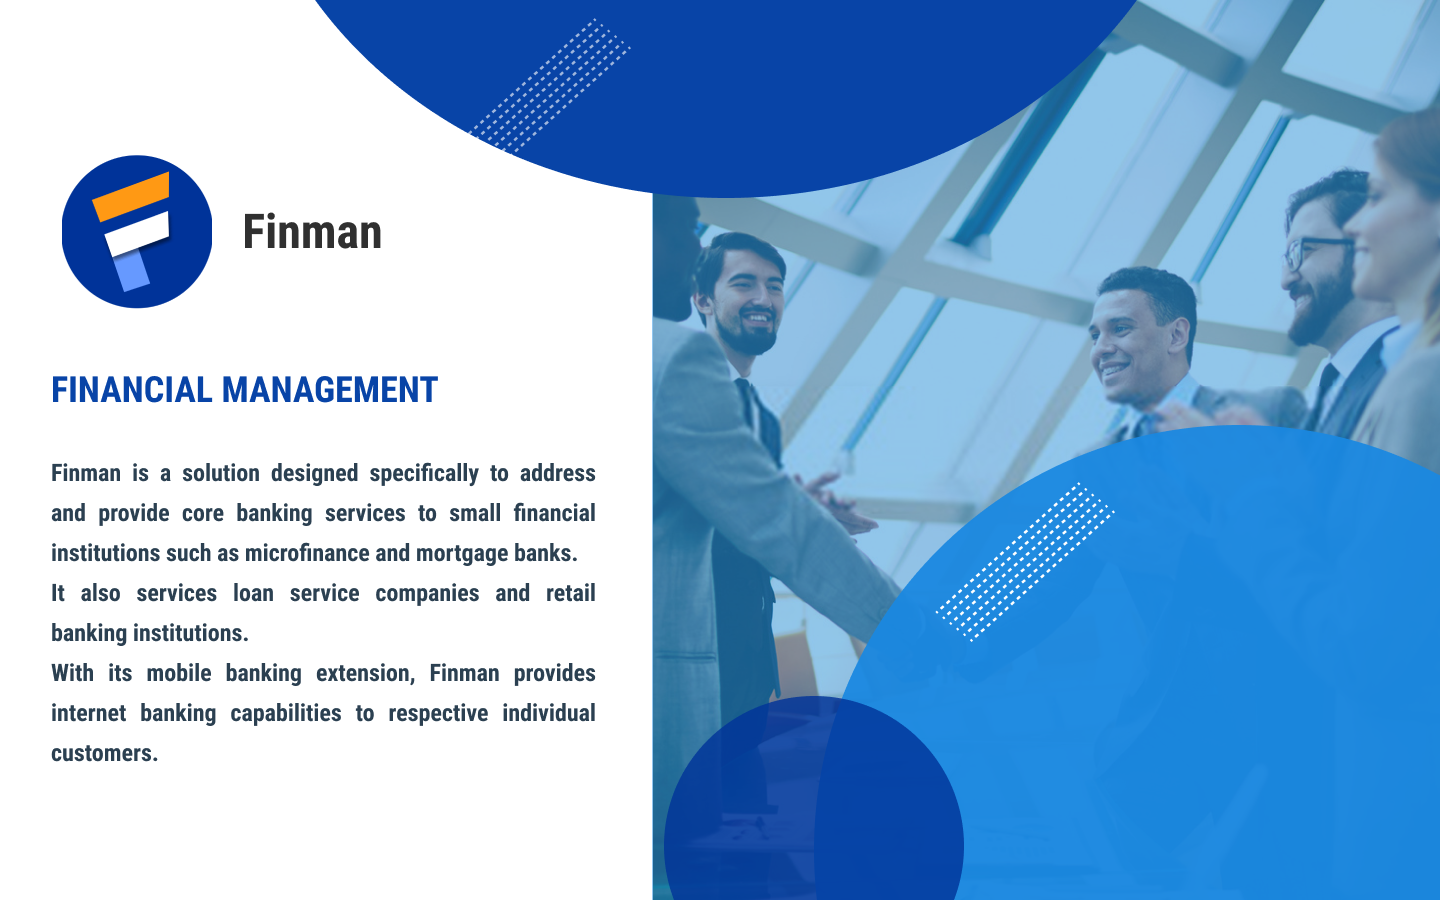 Finman
FINANCIAL MANAGEMENT
Finman is a solution designed specifically to address
and provide core banking services to small financial
institutions such as microfinance and mortgage banks.
It also services loan service companies and retail
banking institutions.
With its mobile banking extension, Finman provides
internet banking capabilities to respective individual
customers.